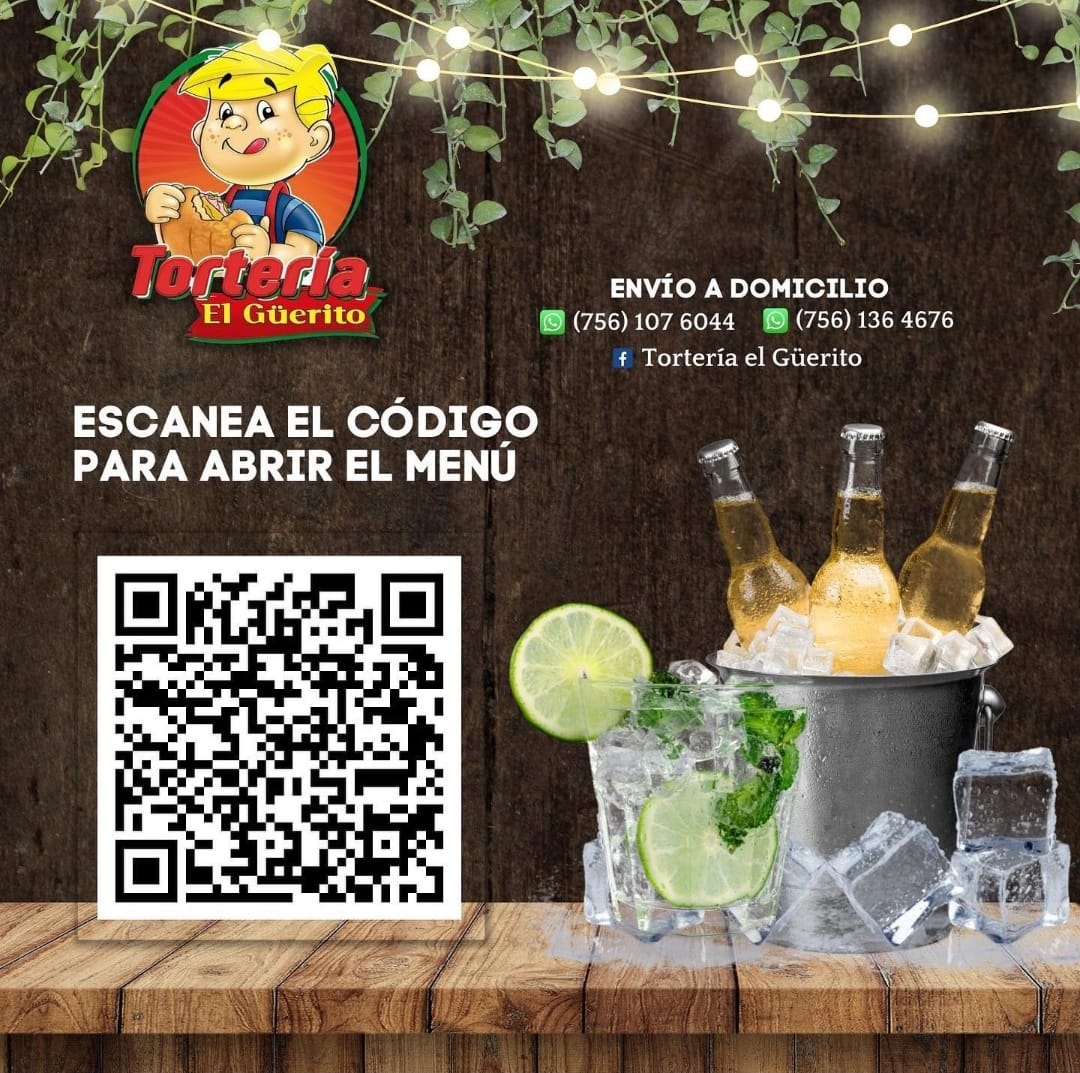 Tortería
El Güerito
ENVÍO A DOMICILIO
(756) 107 6044 (756) 136 4676
Tortería el Güerito
ESCANEA EL CÓDIGO
PARA ABRIR EL MENÚ